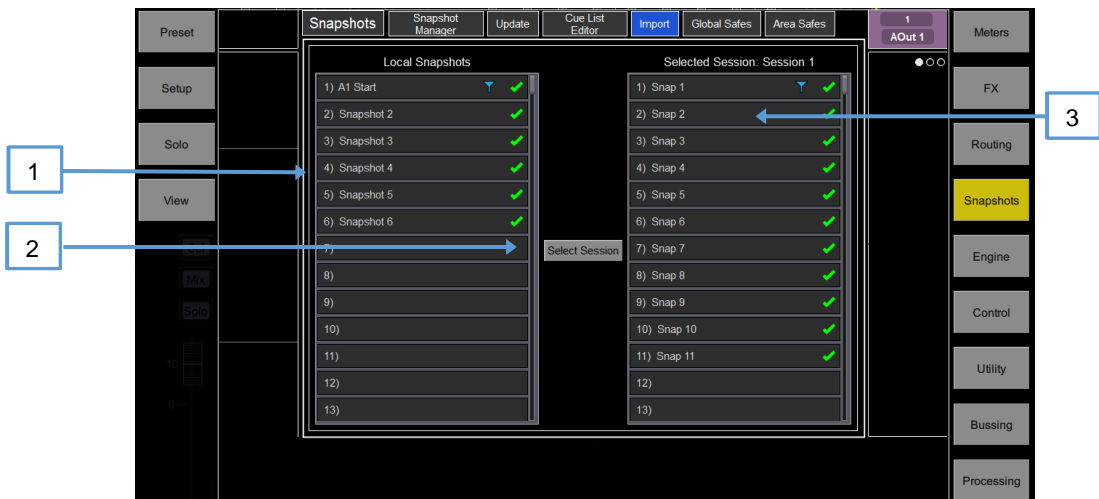 Preset
Setup
Solo
View
Mix
Solo
10
0
Snapshots
Snapshot
Manager
Update
Cue List
Editor
Import
Global Safes
Area Safes
1
AOut 1
Local Snapshots
1) A1 Start
2) Snapshot 2
3) Snapshot 3
4) Snapshot 4
5) Snapshot 5
6) Snapshot 6
7)
8)
9)
10)
11)
12)
13)
Select Session
Selected Session: Session 1
1) Snap 1
2) Snap 2
3) Snap 3
4) Snap 4
5) Snap 5
6) Snap 6
7) Snap 7
8) Snap 8
9) Snap 9
10) Snap 10
11) Snap 11
12)
13)
Meters
FX
Routing
Snapshots
Engine
Control
Utility
Bussing
Processing
1
2
3